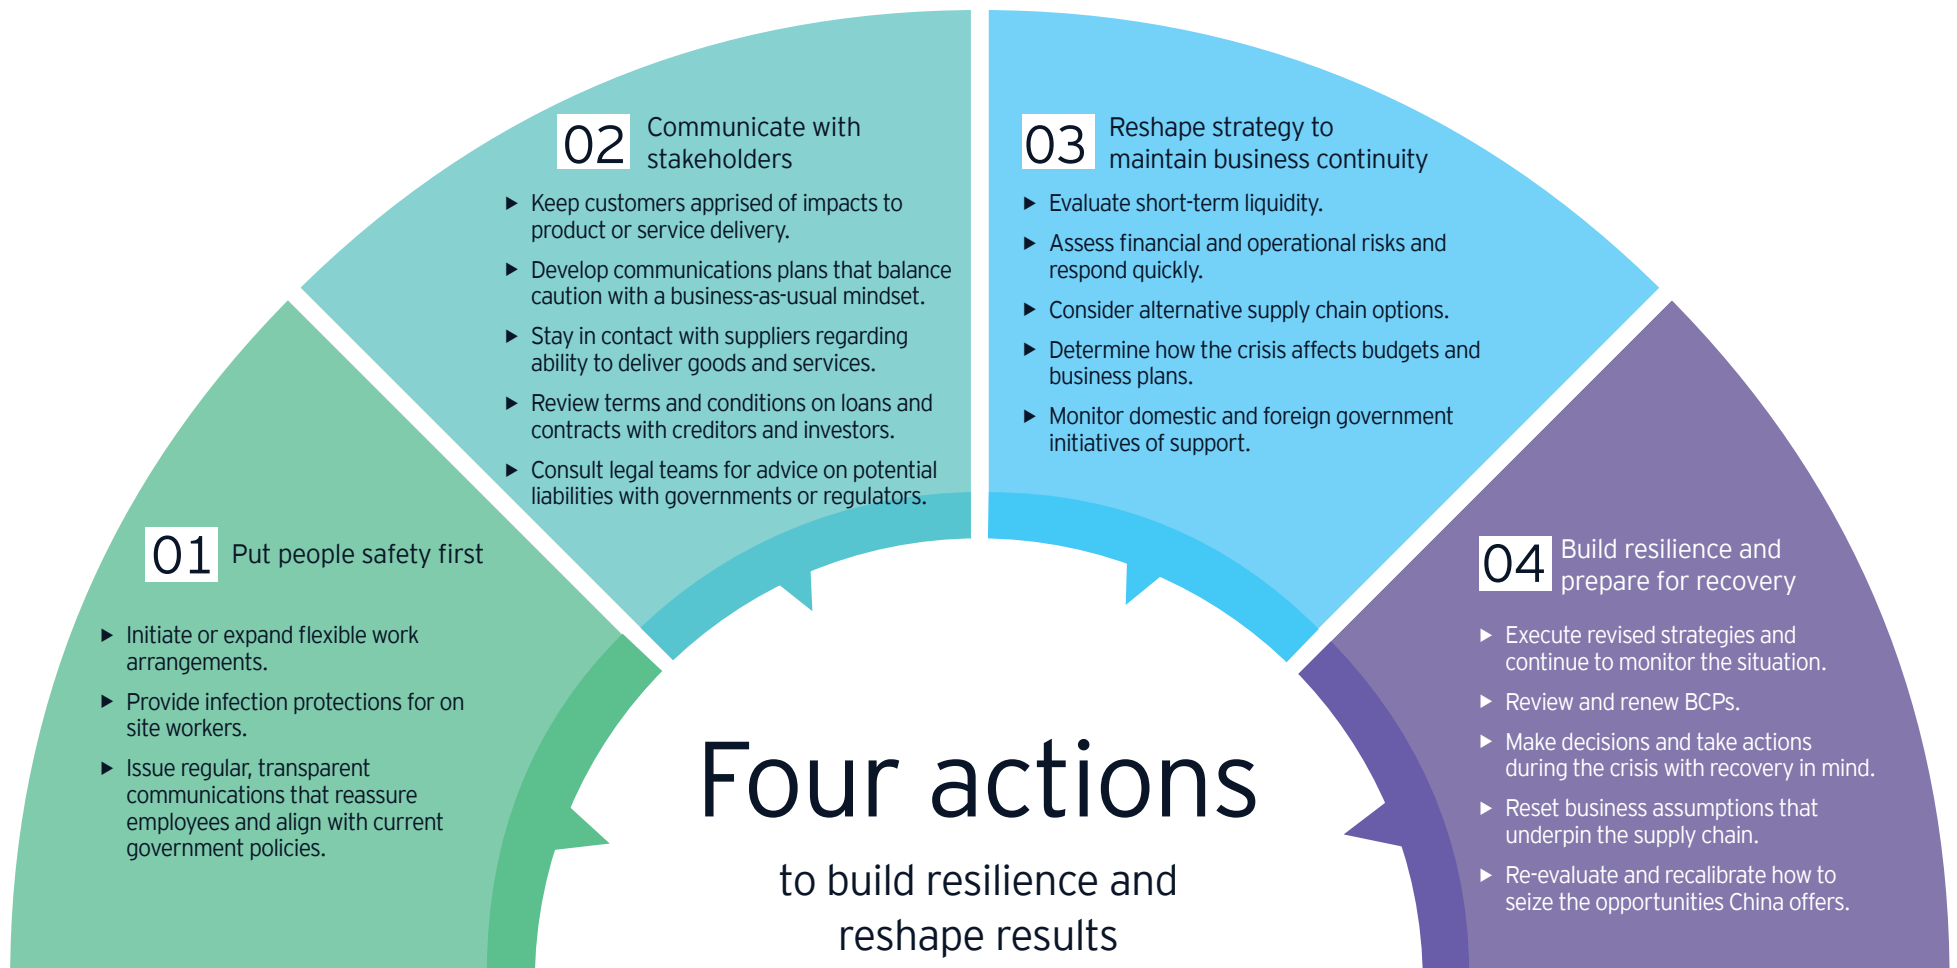 01
Put people safety first
Initiate or expand flexible work
arrangements.
Provide infection protections for on
site workers.
Issue regular, transparent
communications that reassure
employees and align with current
government policies.
02
Communicate with
stakeholders
Keep customers apprised of impacts to
product or service delivery.
Develop communications plans that balance
caution with a business-as-usual mindset.
Stay in contact with suppliers regarding
ability to deliver goods and services.
Review terms and conditions on loans and
contracts with creditors and investors.
Consult legal teams for advice on potential
liabilities with governments or regulators.
03
Reshape strategy to
maintain business continuity
Evaluate short-term liquidity.
Assess financial and operational risks and
respond quickly.
Consider alternative supply chain options.
Determine how the crisis affects budgets and
business plans.
Monitor domestic and foreign government
initiatives of support.
04
Build resilience and
prepare for recovery
Execute revised strategies and
continue to monitor the situation.
Review and renew BCPs.
Make decisions and take actions
during the crisis with recovery in mind.
Reset business assumptions that
underpin the supply chain.
Re-evaluate and recalibrate how to
seize the opportunities China offers.
Four actions
to build resilience and
reshape results